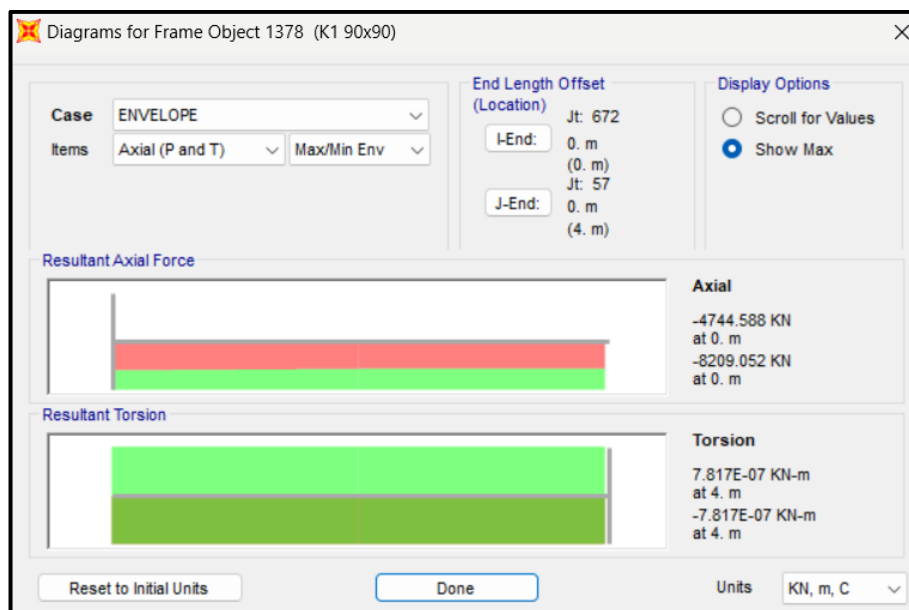 Diagrams for Frame Object 1378 (K1 90x90)
Case ENVELOPE
Items Axial (P and T) Max/Min Env
End Length Offset
(Location)
Jt: 672
I-End: 0. m
(0. m)
Jt: 57
J-End: 0. m
(4. m)
Display Options
Scroll for Values
Show Max
Resultant Axial Force
Axial
-4744.588 KN
at 0. m
-8209.052 KN
at 0. m
Resultant Torsion
Torsion
7.817E-07 KN-m
at 4. m
-7.817E-07 KN-m
at 4. m
Reset to Initial Units Done Units KN, m, C